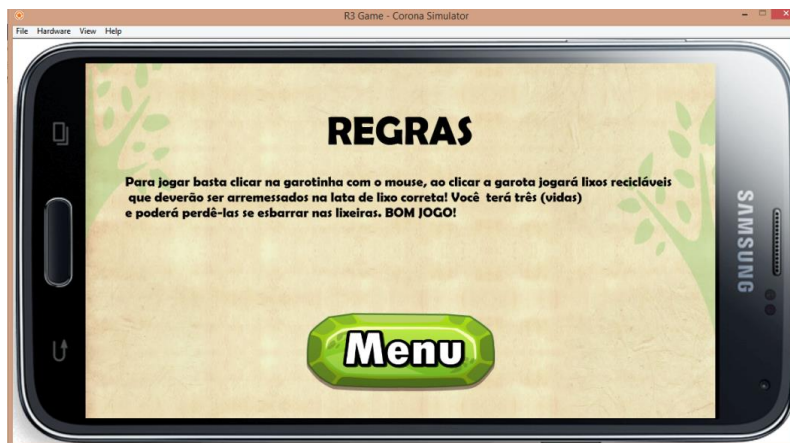 R3 Game - Corona Simulator
File Hardware View Help
REGRAS
Para jogar basta clicar na garotinha com o mouse, ao clicar a garota jogará lixos recicláveis
que deverão ser arremessados na lata de lixo correta! Você terá três (vidas)
e poderá perdê-las se esbarrar nas lixeiras. BOM JOGO!
Menu
SAMSUNG